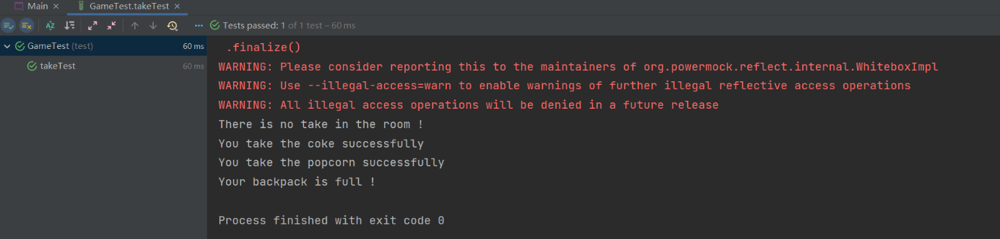 Main
GameTest.takeTest
Tests passed: 1 of 1 test – 60 ms
GameTest (test) 60 ms
takeTest 60 ms
.finalize()
WARNING: Please consider reporting this to the maintainers of org.powermock.reflect.internal.WhiteboxImpl
WARNING: Use --illegal-access=warn to enable warnings of further illegal reflective access operations
WARNING: All illegal access operations will be denied in a future release
There is no take in the room !
You take the coke successfully
You take the popcorn successfully
Your backpack is full !
Process finished with exit code 0